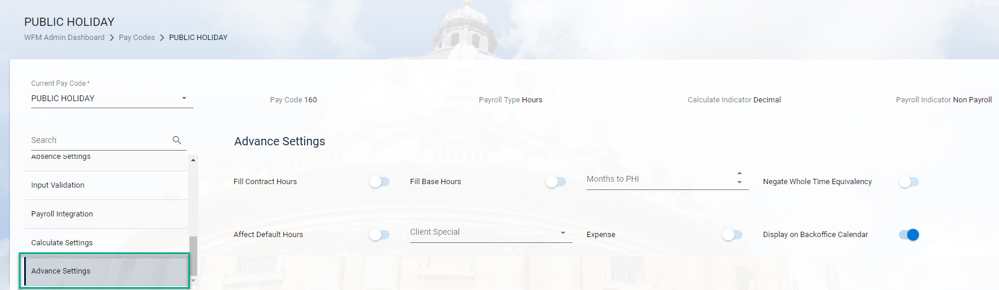 PUBLIC HOLIDAY
WFM Admin Dashboard > Pay Codes > PUBLIC HOLIDAY
Current Pay Code *
PUBLIC HOLIDAY
Pay Code 160
Payroll Type Hours
Calculate Indicator Decimal
Payroll Indicator Non Payroll
Search
Absence Settings
Input Validation
Payroll Integration
Calculate Settings
Advance Settings
Advance Settings
Fill Contract Hours
Fill Base Hours
Months to PHI
Negate Whole Time Equivalency
Affect Default Hours
Client Special
Expense
Display on Backoffice Calendar